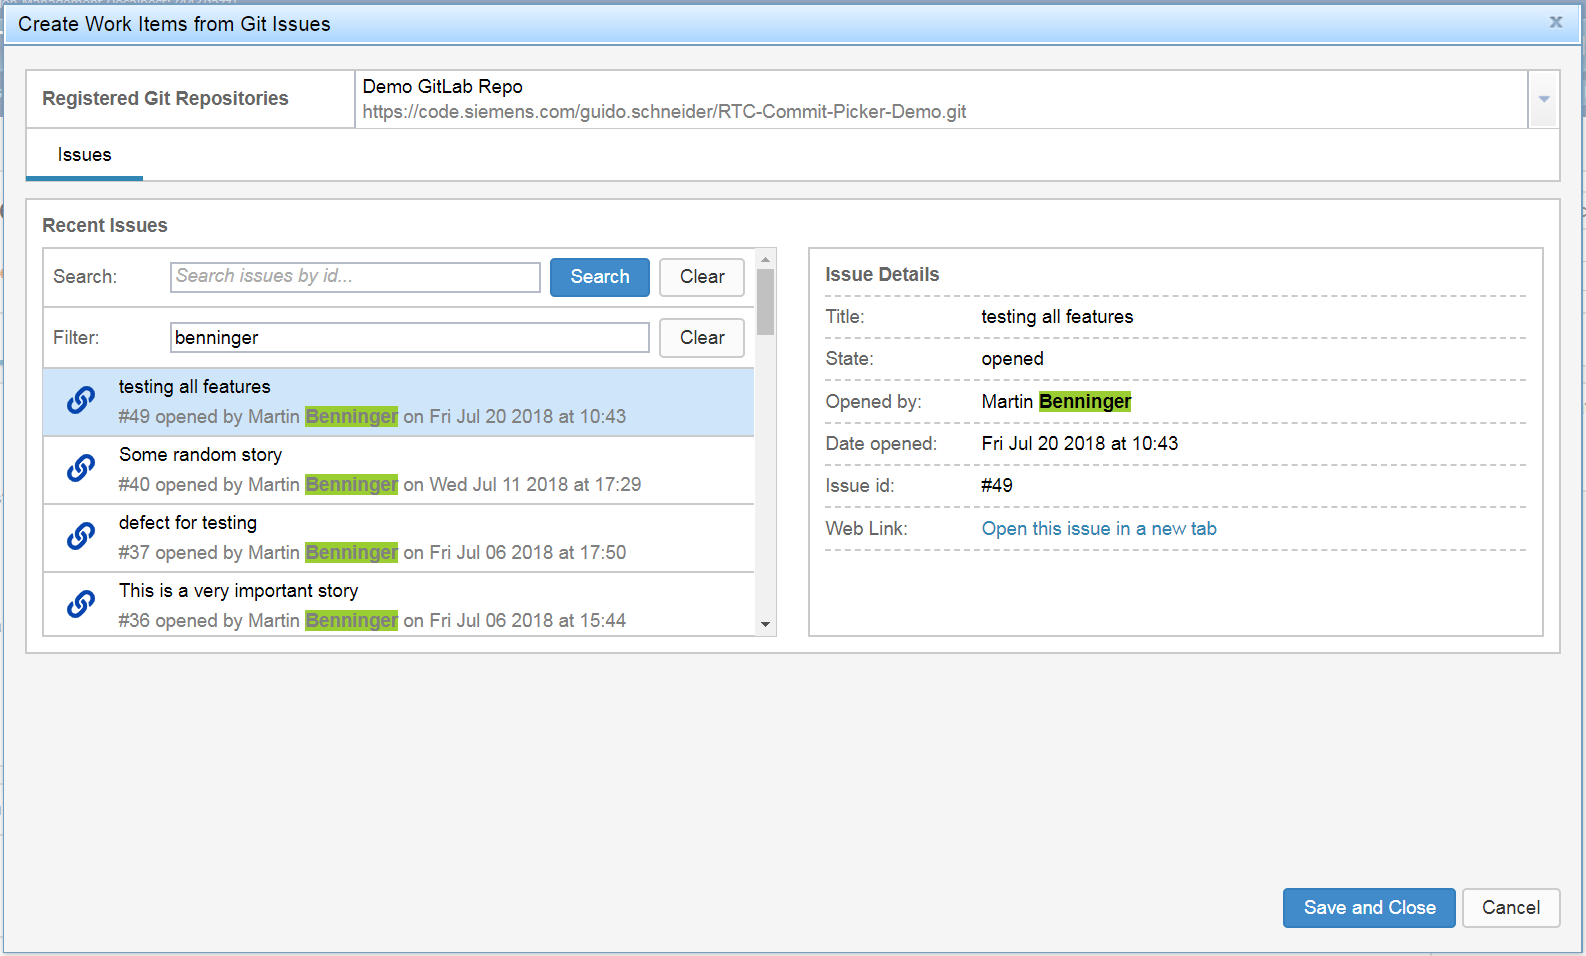 Create Work Items from Git Issues
Registered Git Repositories
Demo GitLab Repo
https://code.siemens.com/guido.schneider/RTC-Commit-Picker-Demo.git
Issues
Recent Issues
Search:
Search issues by id...
Search
Clear
Filter:
benninger
Clear
testing all features
#49 opened by Martin Benninger on Fri Jul 20 2018 at 10:43
Some random story
#40 opened by Martin Benninger on Wed Jul 11 2018 at 17:29
defect for testing
#37 opened by Martin Benninger on Fri Jul 06 2018 at 17:50
This is a very important story
#36 opened by Martin Benninger on Fri Jul 06 2018 at 15:44
Issue Details
Title: testing all features
State: opened
Opened by: Martin Benninger
Date opened: Fri Jul 20 2018 at 10:43
Issue id: #49
Web Link: Open this issue in a new tab
Save and Close
Cancel